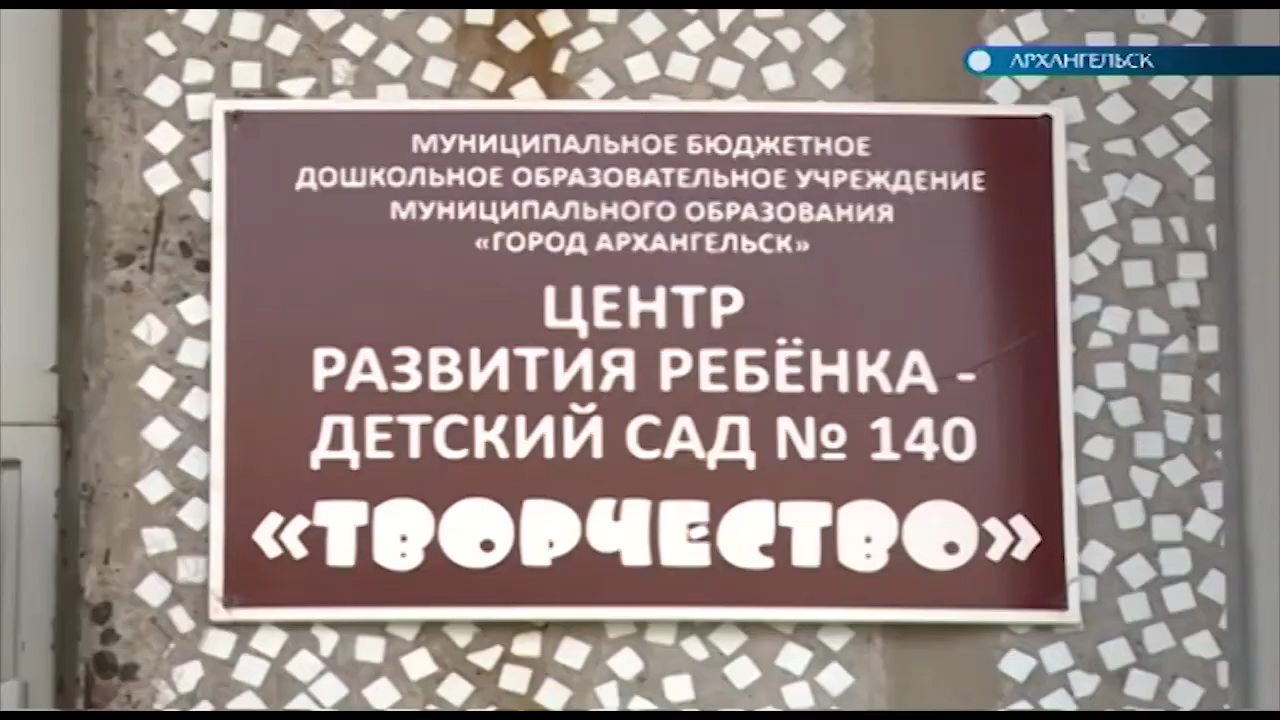 АРХАНГЕЛЬСК
МУНИЦИПАЛЬНОЕ БЮДЖЕТНОЕ
ДОШКОЛЬНОЕ ОБРАЗОВАТЕЛЬНОЕ УЧРЕЖДЕНИЕ
МУНИЦИПАЛЬНОГО ОБРАЗОВАНИЯ
«ГОРОД АРХАНГЕЛЬСК»
ЦЕНТР
РАЗВИТИЯ РЕБЁНКА -
ДЕТСКИЙ САД № 140
«ТВОРЧЕСТВО»